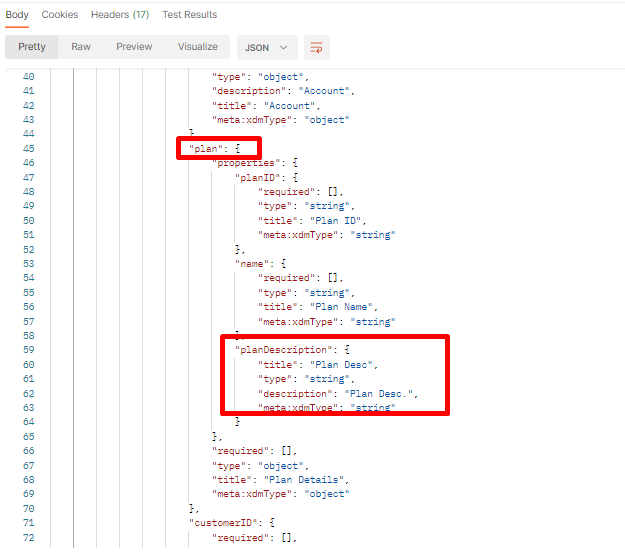 Body Cookies Headers (17) Test Results
Pretty Raw Preview Visualize JSON
40 "type": "object",
41 "description": "Account",
42 "title": "Account",
43 "meta:xdmType": "object"
44 }
45 "plan": {
46 "properties": {
47 "planID": {
48 "required": [],
49 "type": "string",
50 "title": "Plan ID",
51 "meta:xdmType": "string"
52 },
53 "name": {
54 "required": [],
55 "type": "string",
56 "title": "Plan Name",
57 "meta:xdmType": "string"
58 },
59 "planDescription": {
60 "title": "Plan Desc",
61 "type": "string",
62 "description": "Plan Desc.",
63 "meta:xdmType": "string"
64 }
65 },
66 "required": [],
67 "type": "object",
68 "title": "Plan Details",
69 "meta:xdmType": "object"
70 },
71 "customerID": {
72 "required": [],